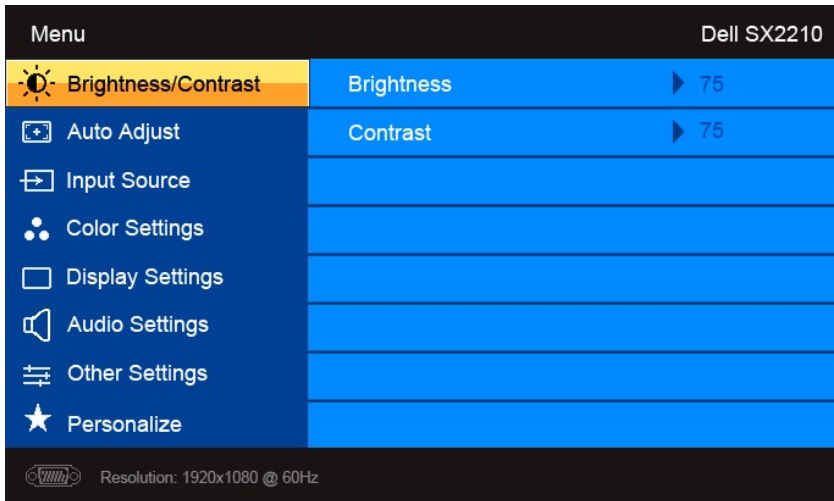 Menu Dell SX2210
Brightness/Contrast Brightness 75
Auto Adjust Contrast 75
Input Source
Color Settings
Display Settings
Audio Settings
Other Settings
Personalize
Resolution: 1920x1080 @ 60Hz